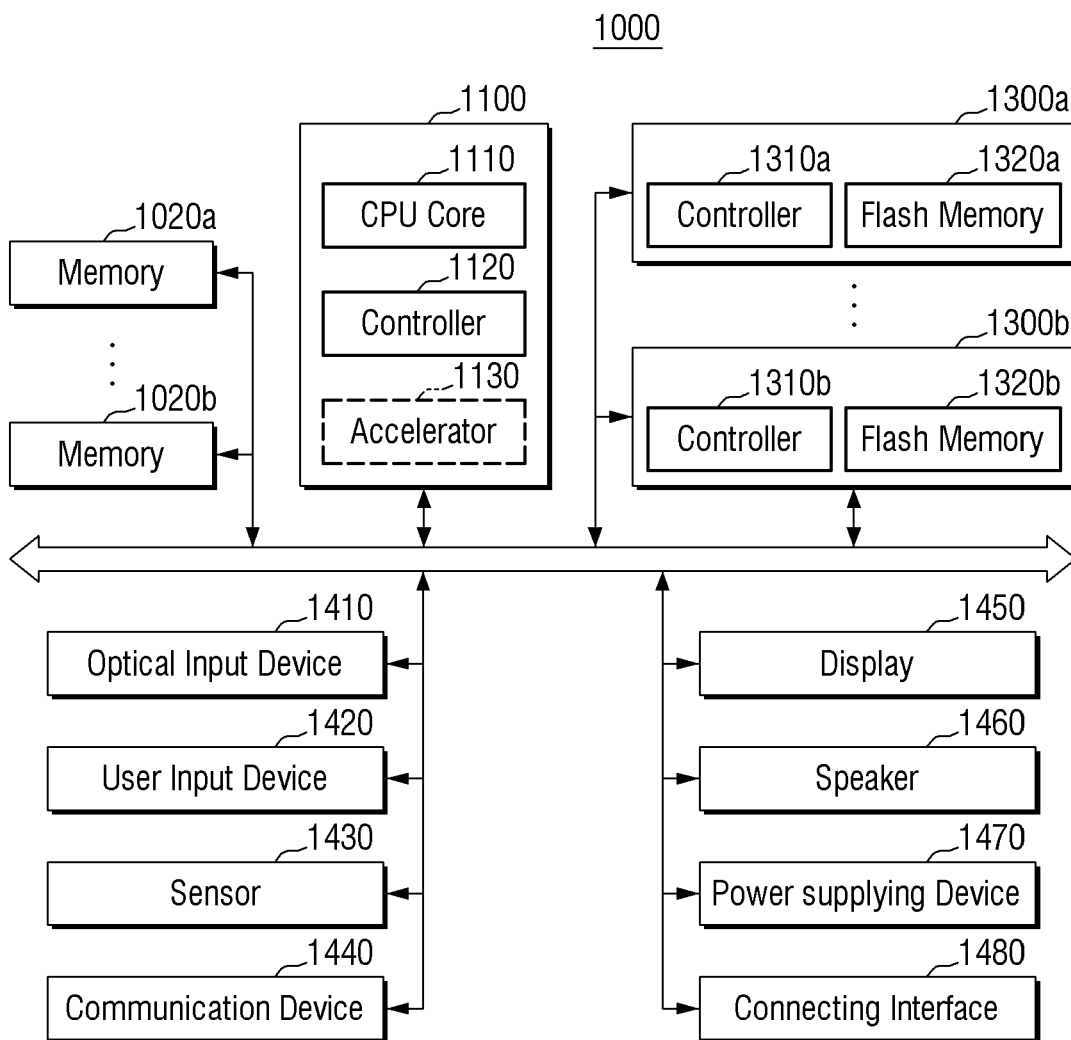 1000
1100
1110
CPU Core
1120
Controller
1130
Accelerator
1020a
Memory
1020b
Memory
1300a
1310a
Controller
1320a
Flash Memory
1300b
1310b
Controller
1320b
Flash Memory
1410
Optical Input Device
1420
User Input Device
1430
Sensor
1440
Communication Device
1450
Display
1460
Speaker
1470
Power supplying Device
1480
Connecting Interface